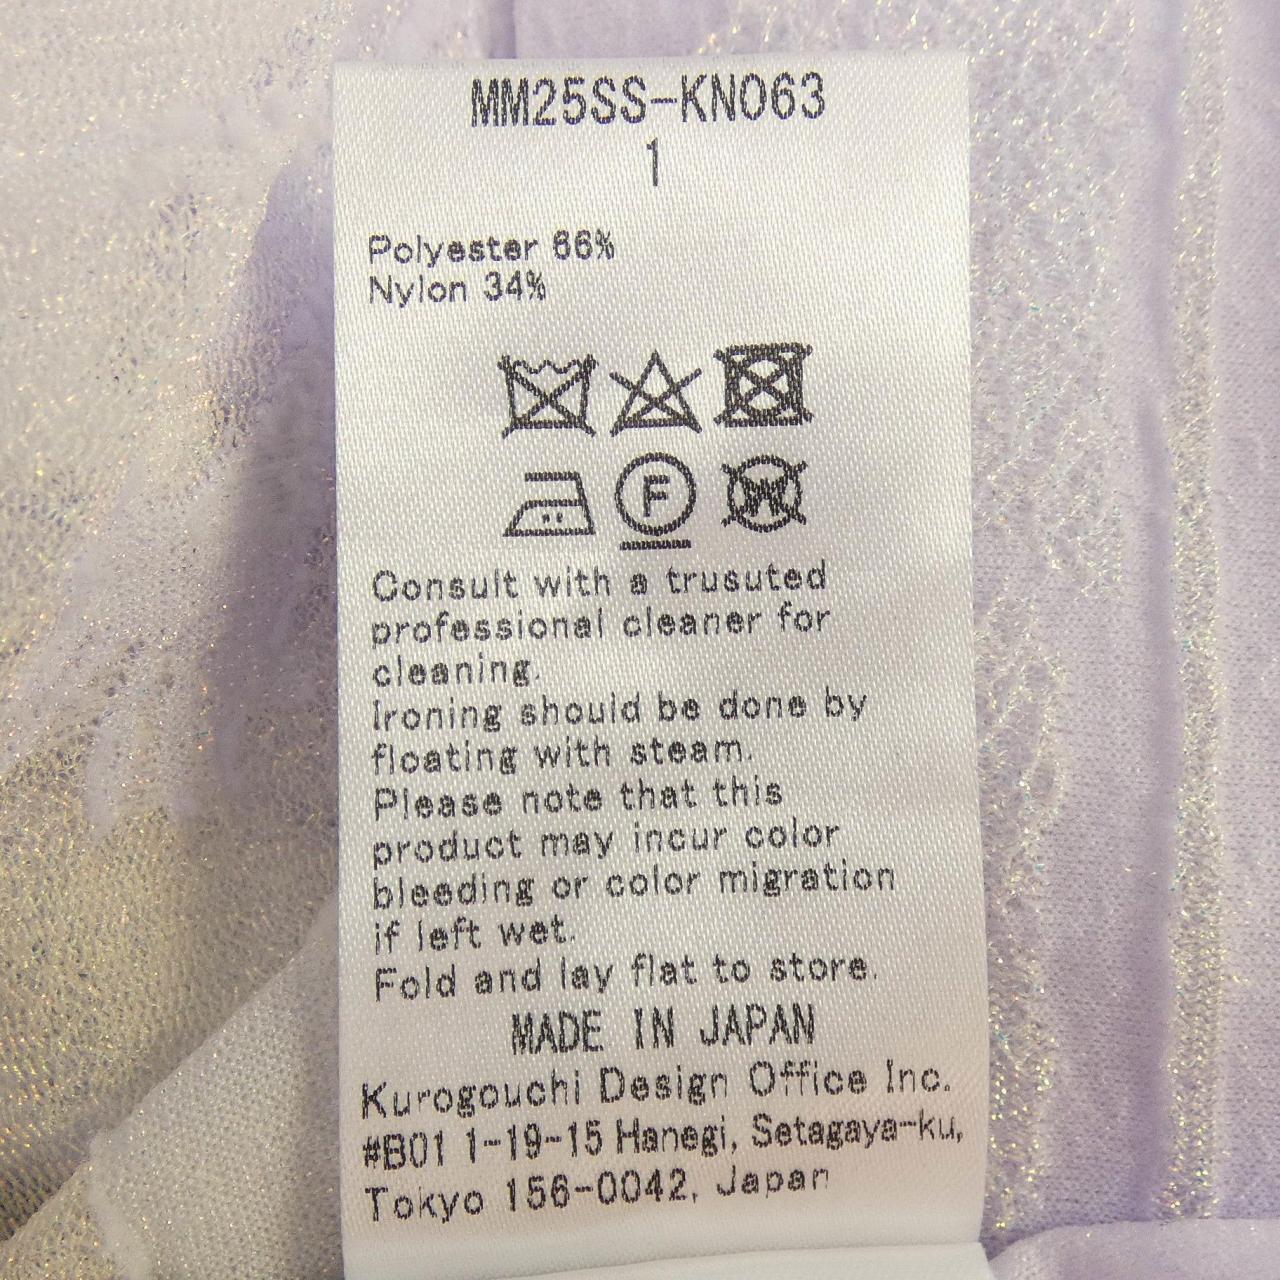 MM25SS-KN063
1
Polyester 66%
Nylon 34%
F
W
Consult with a trusuted
professional cleaner for
cleaning.
Ironing should be done by
floating with steam.
Please note that this
product may incur color
bleeding or color migration
if left wet.
Fold and lay flat to store.
MADE IN JAPAN
Kurogouchi Design Office Inc.
#B01 1-19-15 Hanegi, Setagaya-ku,
Tokyo 156-0042, Japan